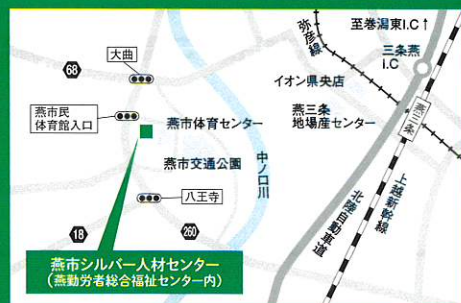 至巻潟東I.C↑
弥彦線
三条燕
I.C
大曲
68
イオン県央店
燕三条
燕市民
体育館入口
燕市体育センター
燕三条
地場産センター
燕市交通公園
中ノ口川
八王寺
上越新幹線
北陸自動車道
18
260
燕市シルバー人材センター
(燕勤労者総合福祉センター内)